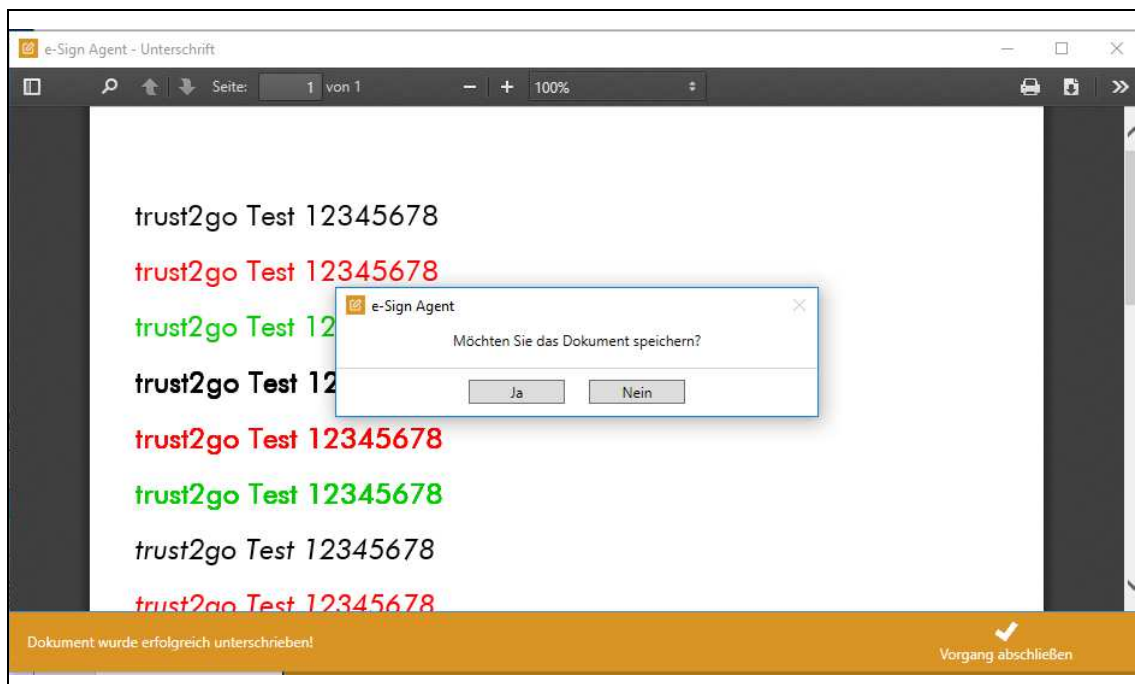 e-Sign Agent - Unterschrift
Seite: 1 von 1 100%
trust2go Test 12345678
trust2go Test 12345678
trust2go Test 12
trust2go Test 12
trust2go Test 12345678
trust2go Test 12345678
trust2go Test 12345678
trust2go Test 12345678
e-Sign Agent
Möchten Sie das Dokument speichern?
Ja Nein
Dokument wurde erfolgreich unterschrieben!
Vorgang abschließen